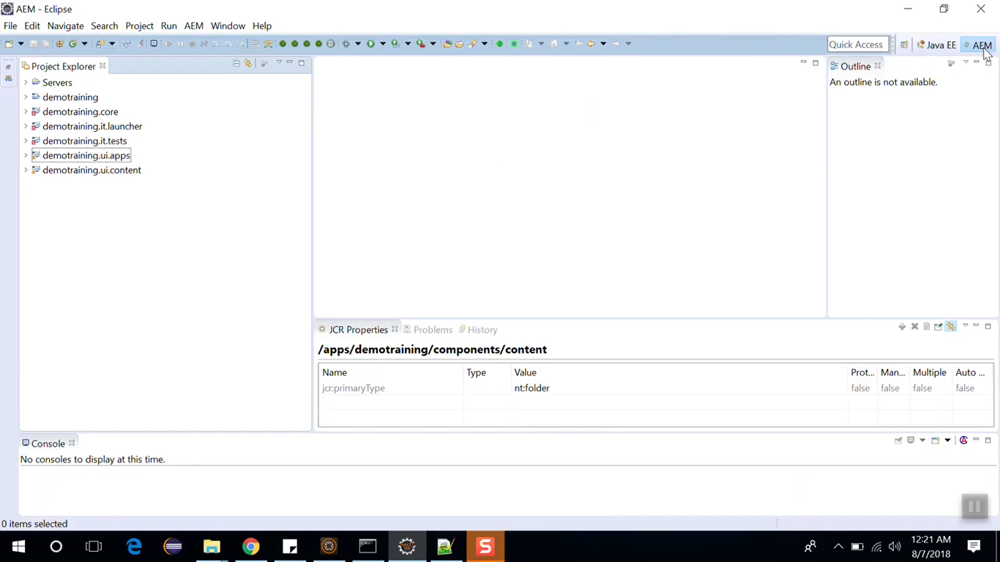 AEM - Eclipse
File Edit Navigate Search Project Run AEM Window Help
Quick Access Java EE AEM
Project Explorer
Servers
demotraining
demotraining.core
demotraining.it.launcher
demotraining.it.tests
demotraining.ui.apps
demotraining.ui.content
Outline
An outline is not available.
JCR Properties Problems History
/apps/demotraining/components/content
Name Type Value Prot... Man... Multiple Auto ...
jcr:primaryType nt:folder false false false false
Console
No consoles to display at this time.
0 items selected
12:21 AM
8/7/2018